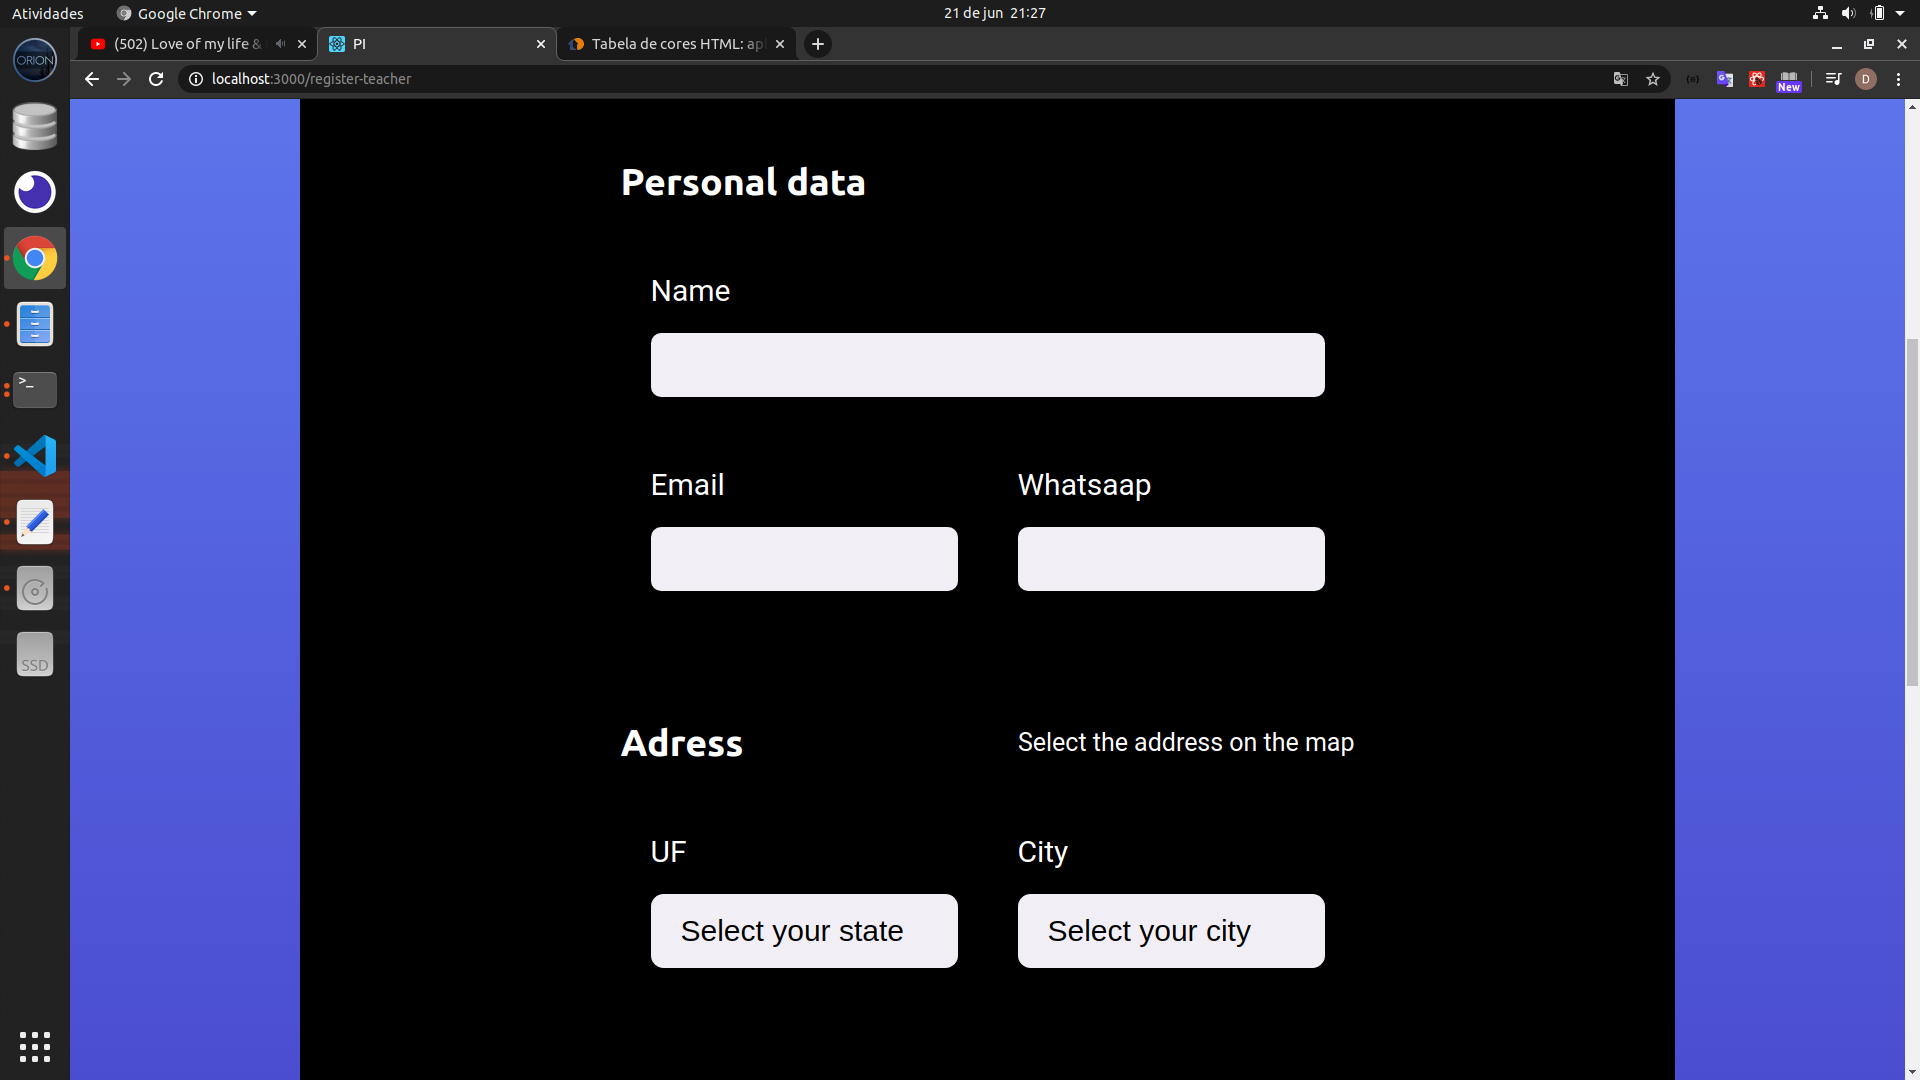 Atividades
Google Chrome
21 de jun 21:27
(502) Love of my life &
PI
Tabela de cores HTML: apl
localhost:3000/register-teacher
New
D
ORION
Personal data
Name
Email
Whatsaap
Adress
Select the address on the map
UF
City
Select your state
Select your city
>_
SSD